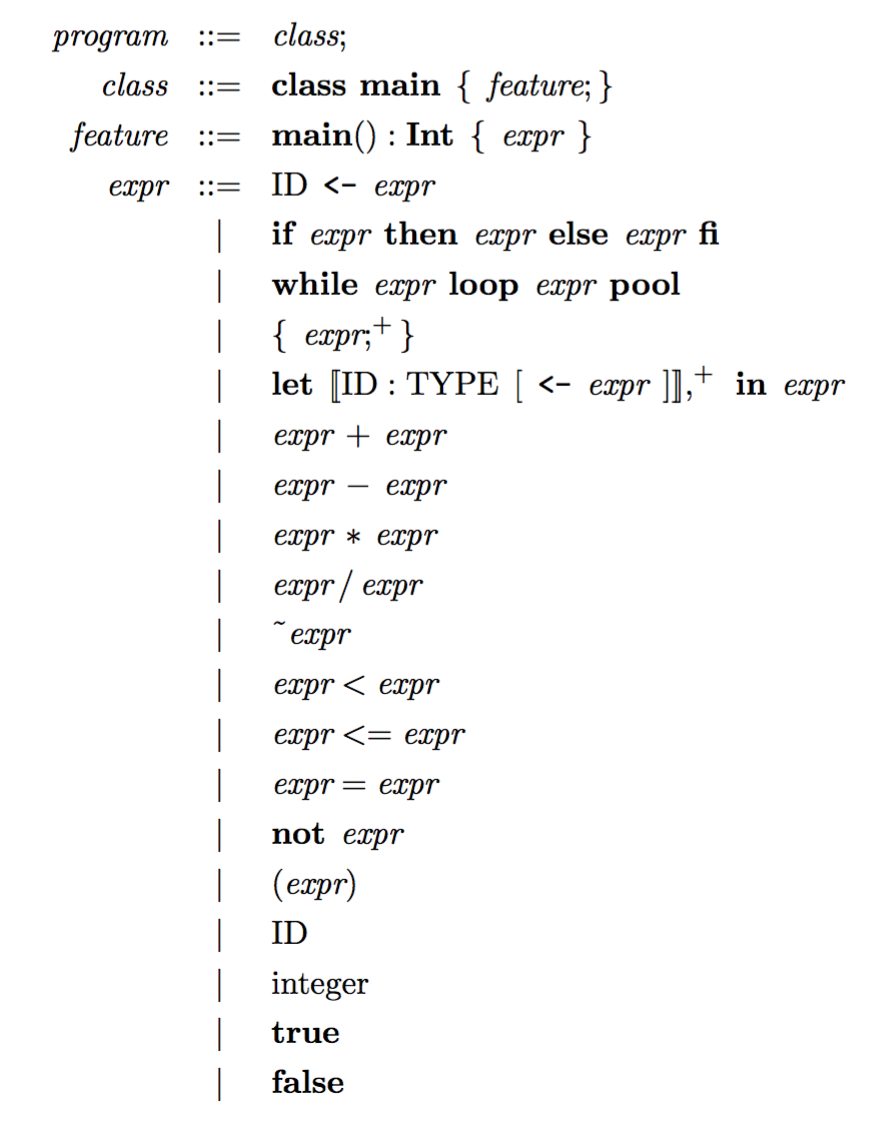 program ::= class;
class ::= class main { feature; }
feature ::= main() : Int { expr }
expr ::= ID <- expr
| if expr then expr else expr fi
| while expr loop expr pool
| { expr;⁺ }
| let ⟦ID : TYPE [ <- expr ]⟧,⁺ in expr
| expr + expr
| expr − expr
| expr ∗ expr
| expr / expr
| ˜expr
| expr < expr
| expr <= expr
| expr = expr
| not expr
| (expr)
| ID
| integer
| true
| false